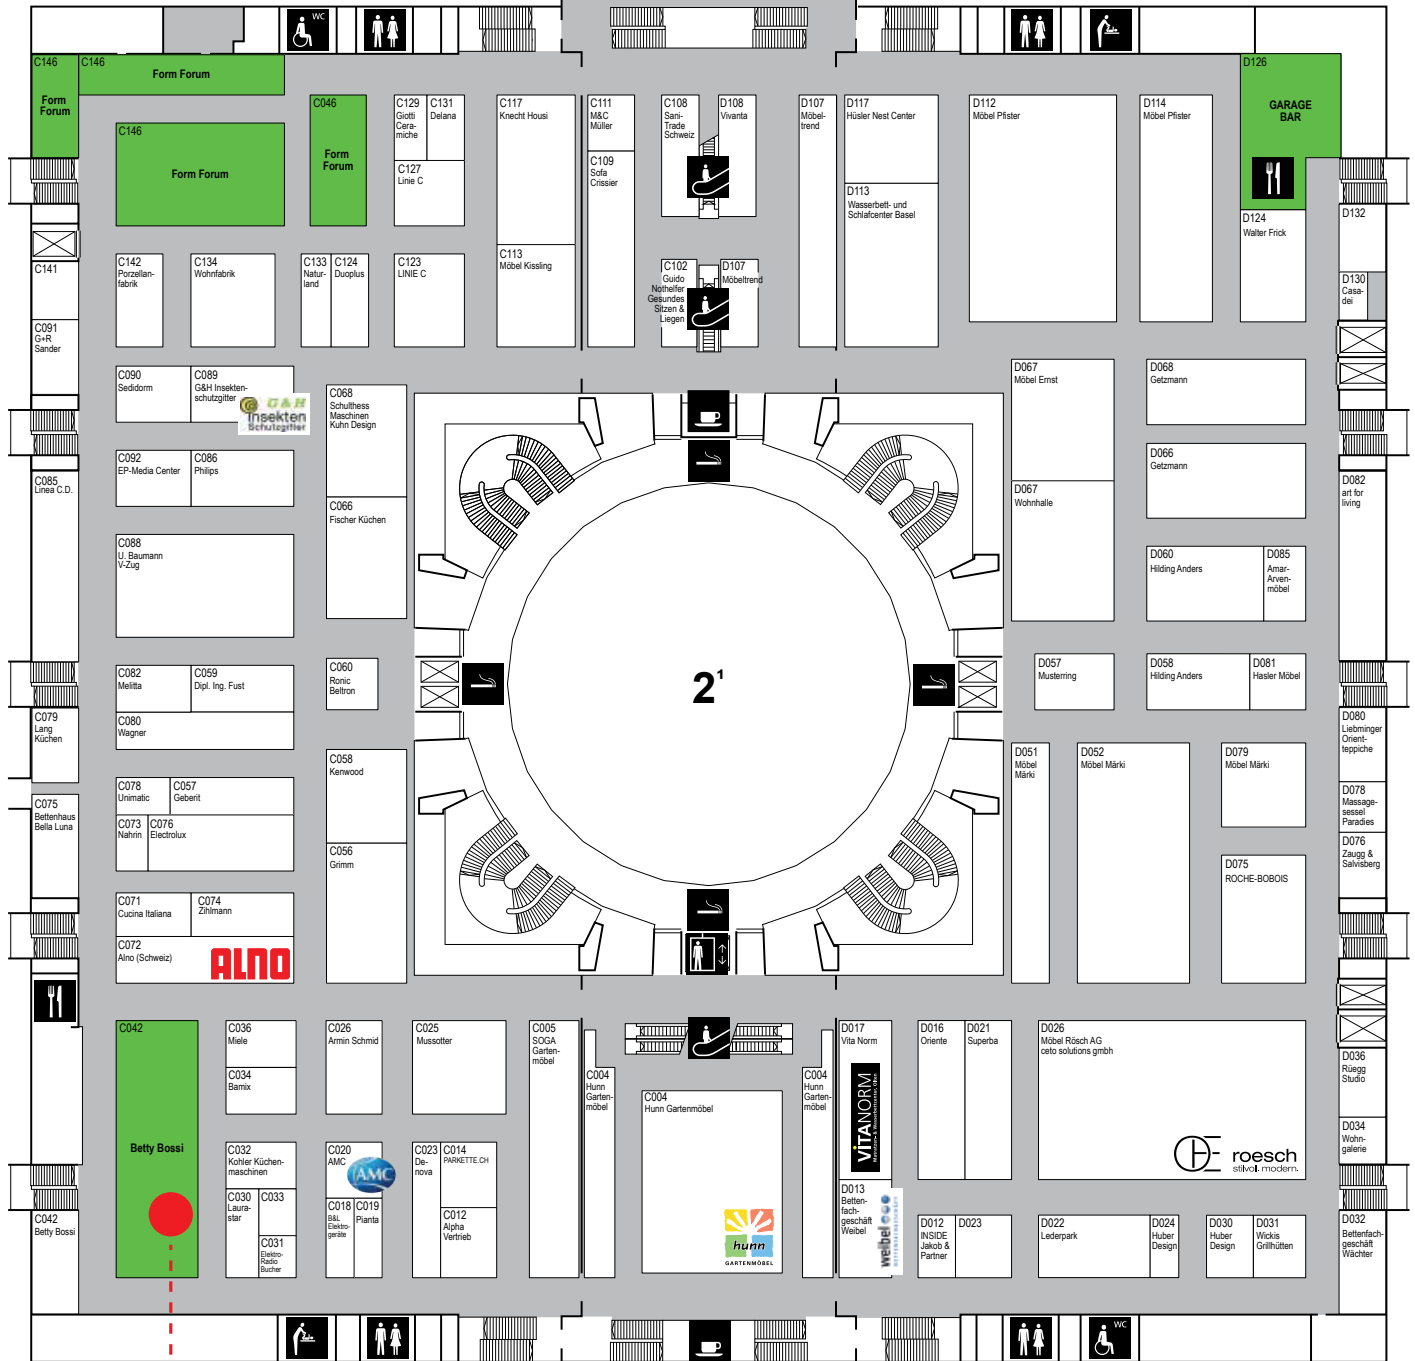 WC
C146
Form
Forum
C146
Form Forum
C146
Form Forum
C046
Form
Forum
C129
Giotti
Cera-
miche
C131
Delana
C127
Linie C
C117
Knecht Housi
C113
Möbel Kissling
C111
M&C
Müller
C109
Sofa
Crissier
C108
Sani-
Trade
Schweiz
D108
Vivanta
D107
Möbel-
trend
D117
Hüsler Nest Center
D113
Wasserbett- und
Schlafcenter Basel
D112
Möbel Pfister
D114
Möbel Pfister
D126
GARAGE
BAR
D124
Walter Frick
D132
D130
Casa-
dei
C141
C091
G+R
Sander
C142
Porzellan-
fabrik
C134
Wohnfabrik
C133
Natur-
land
C124
Duoplus
C123
LINIE C
C102
Guido
Nothelfer
Gesundes
Sitzen &
Liegen
D107
Möbeltrend
C090
Sedidorm
C089
G&H Insekten-
schutzgitter
G&H
Insekten
Schutzgitter
C068
Schulthess
Maschinen
Kuhn Design
C066
Fischer Küchen
D067
Möbel Ernst
D067
Wohnhalle
D068
Getzmann
D066
Getzmann
C092
EP-Media Center
C086
Philips
C085
Linea C.D.
D082
art for
living
C088
U. Baumann
V-Zug
D060
Hilding Anders
D085
Amar-
Arven-
möbel
C082
Melitta
C059
Dipl. Ing. Fust
C080
Wagner
C060
Ronic
Beltron
2¹
D057
Musterring
D058
Hilding Anders
D081
Hasler Möbel
C079
Lang
Küchen
D080
Liebminger
Orient-
teppiche
C058
Kenwood
C056
Grimm
D051
Möbel
Märki
D052
Möbel Märki
D079
Möbel Märki
C078
Unimatic
C057
Geberit
C073
Nahrin
C076
Electrolux
C075
Bettenhaus
Bella Luna
D078
Massage-
sessel
Paradies
D076
Zaugg &
Salvisberg
D075
ROCHE-BOBOIS
C071
Cucina Italiana
C074
Zihlmann
C072
Alno (Schweiz)
ALNO
C042
Betty Bossi
C036
Miele
C034
Bamix
C026
Armin Schmid
C025
Mussotter
C005
SOGA
Garten-
möbel
C004
Hunn
Garten-
möbel
C004
Hunn Gartenmöbel
hunn
GARTENMÖBEL
C004
Hunn
Garten-
möbel
D017
Vita Norm
VITANORM
D013
Betten-
fach-
geschäft
Weibel
weibel
D016
Oriente
D021
Superba
D026
Möbel Rösch AG
ceto solutions gmbh
roesch
stilvoll. modern.
D036
Rüegg
Studio
D034
Wohn-
galerie
C032
Kohler Küchen-
maschinen
C030
Laura-
star
C033
C031
Elektro-
Radio
Bucher
C020
AMC
AMC
C018
B&L
Elektro-
geräte
C019
Pianta
C023
De-
nova
C014
PARKETTE.CH
C012
Alpha
Vertrieb
C042
Betty Bossi
D012
INSIDE
Jakob &
Partner
D023
D022
Lederpark
D024
Huber
Design
D030
Huber
Design
D031
Wickis
Grillhütten
D032
Bettenfach-
geschäft
Wächter
WC